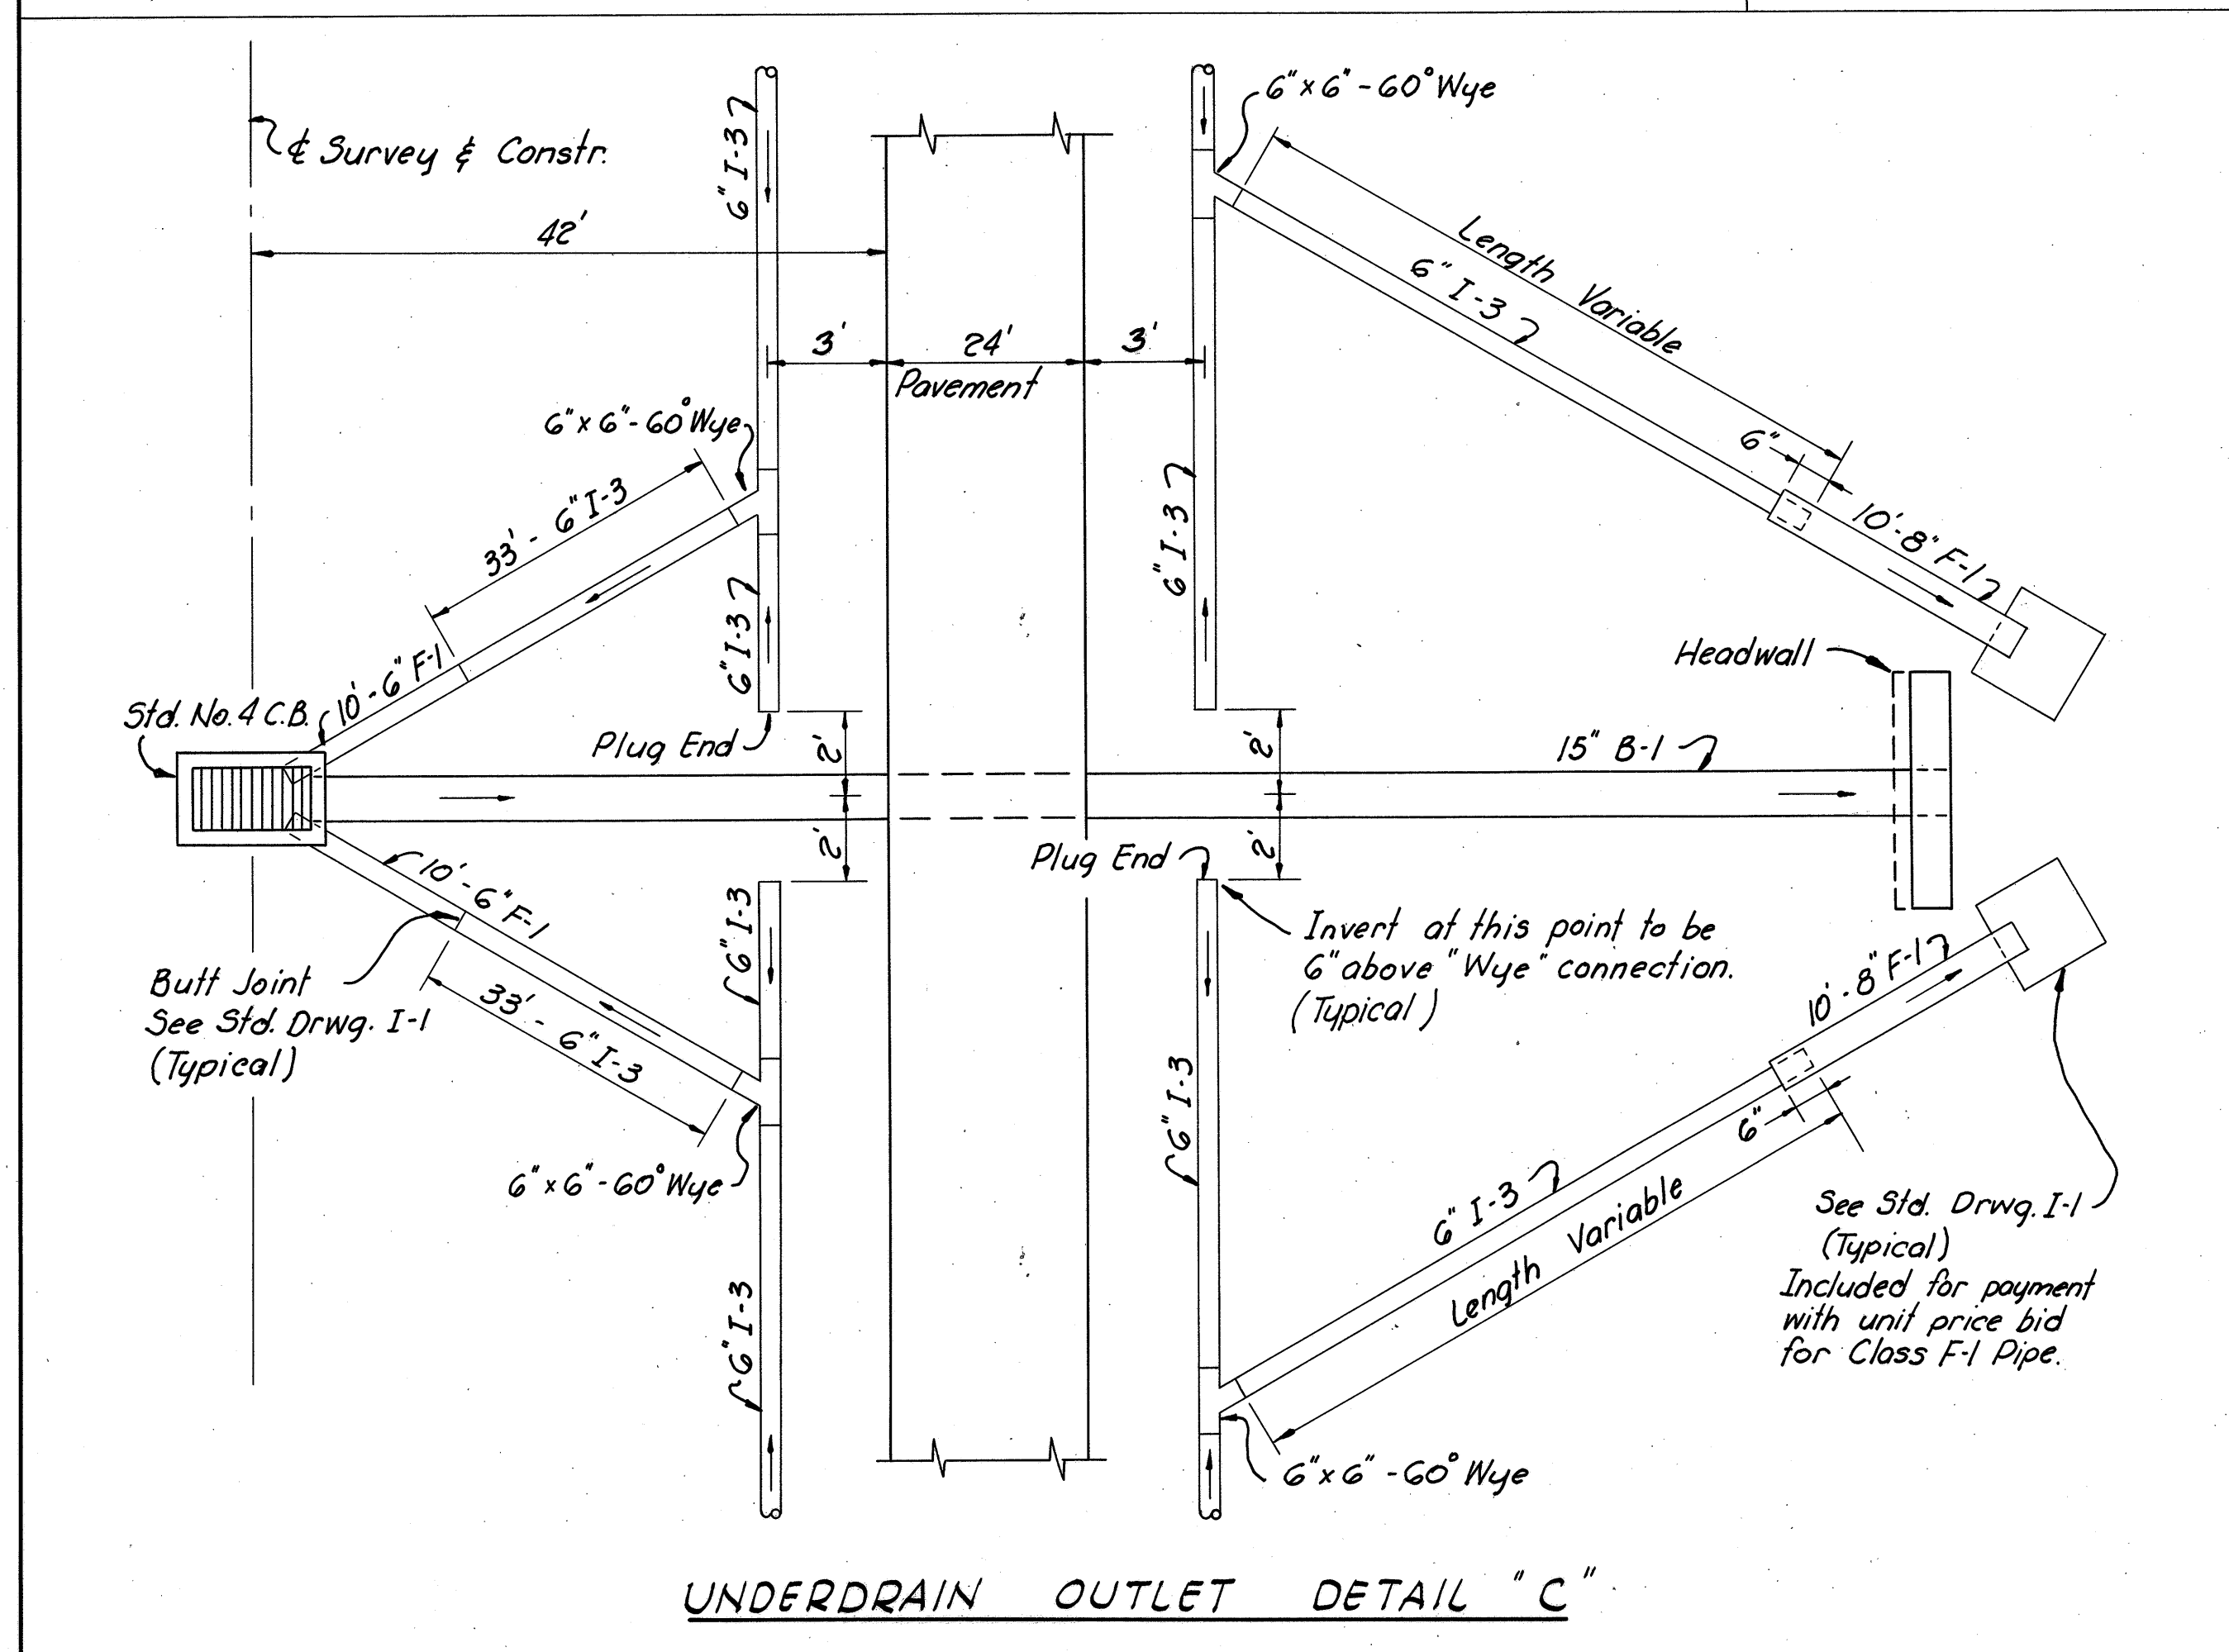 6"x6"-60° Wye
℄ Survey & Constr.
6" I-3
42'
Length Variable
6" I-3
3'
24'
3'
Pavement
6"x6"-60° Wye
6"
33'-6" I-3
6" I-3
10'-8" F-1
6" I-3
Headwall
10'-6" F-1
Std. No. 4 C.B.
Plug End
2'
2'
15" B-1
2'
2'
Plug End
10'-6" F-1
6" I-3
Invert at this point to be
6" above "Wye" connection.
(Typical)
Butt Joint
See Std. Drwg. I-1
(Typical)
33'-6" I-3
10'-8" F-1
6" I-3
6"
6"x6"-60° Wye
6" I-3
Length Variable
See Std. Drwg. I-1
(Typical)
Included for payment
with unit price bid
for Class F-1 Pipe.
6" I-3
6"x6"-60° Wye
UNDERDRAIN OUTLET DETAIL "C"